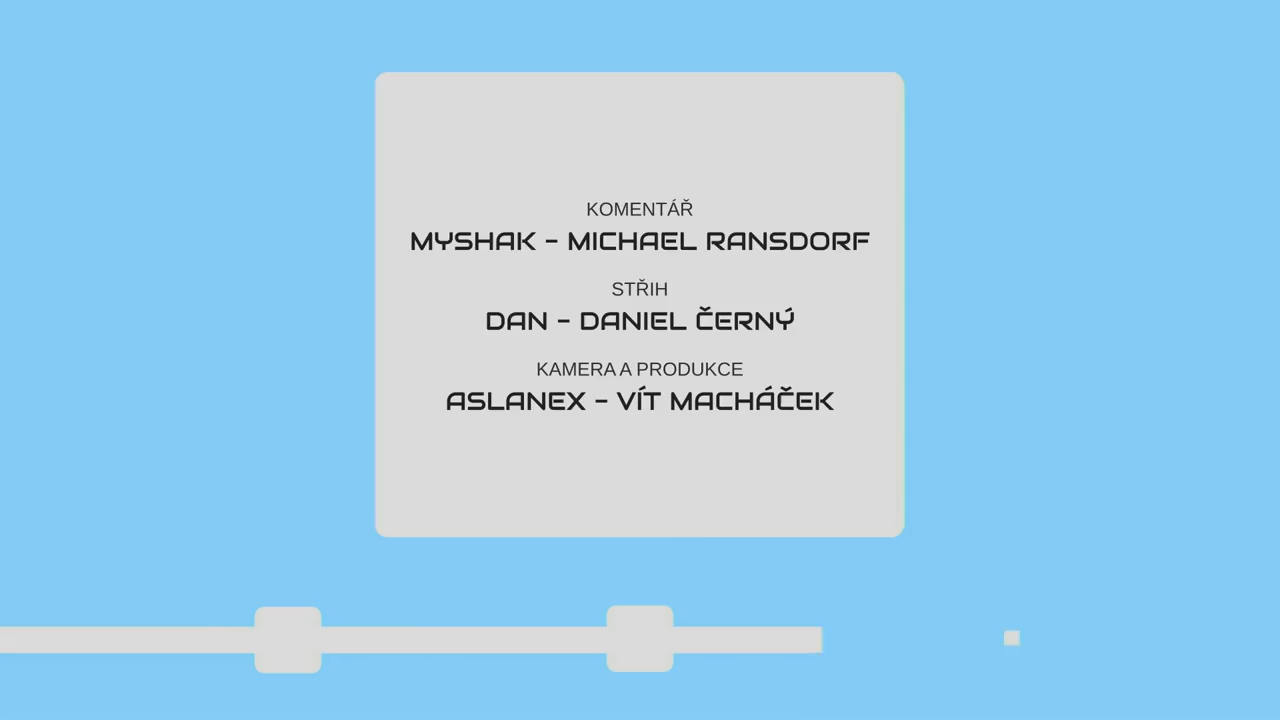 KOMENTÁŘ
MYSHAK - MICHAEL RANSDORF
STŘIH
DAN - DANIEL ČERNÝ
KAMERA A PRODUKCE
ASLANEX - VÍT MACHÁČEK